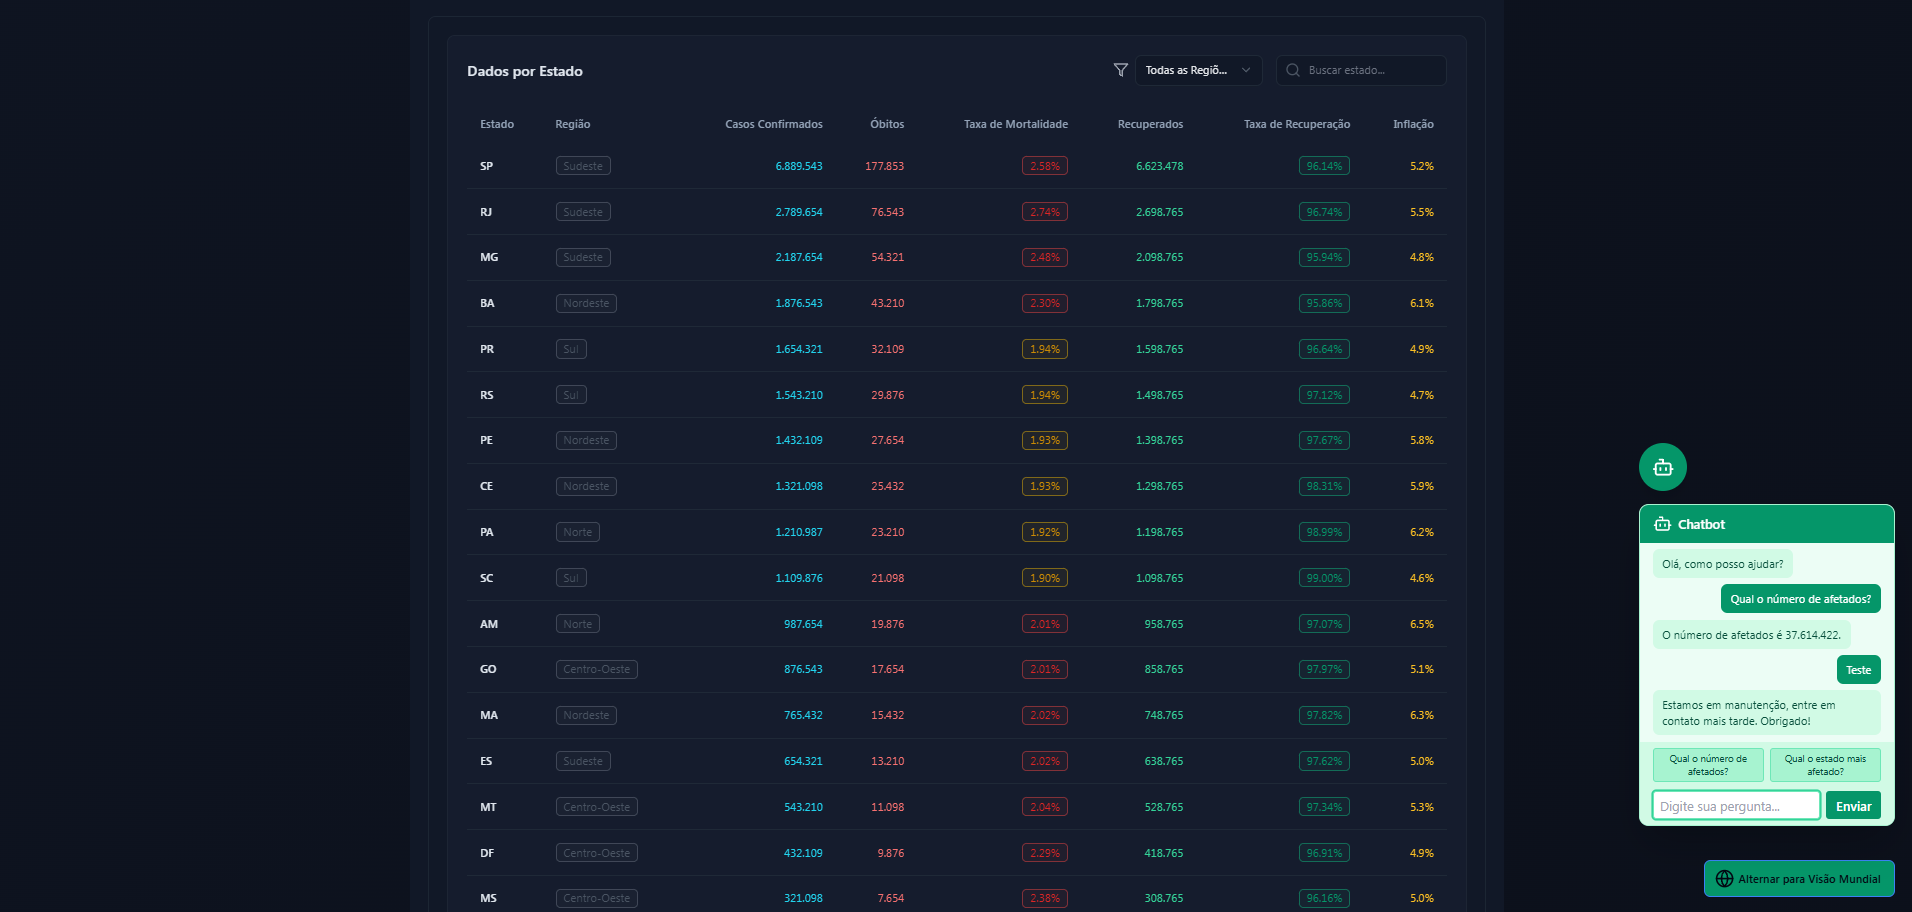 Dados por Estado
Todas as Regiõ...
Buscar estado...
Estado Região Casos Confirmados Óbitos Taxa de Mortalidade Recuperados Taxa de Recuperação Inflação
SP Sudeste 6.889.543 177.853 2.58% 6.623.478 96.14% 5.2%
RJ Sudeste 2.789.654 76.543 2.74% 2.698.765 96.74% 5.5%
MG Sudeste 2.187.654 54.321 2.48% 2.098.765 95.94% 4.8%
BA Nordeste 1.876.543 43.210 2.30% 1.798.765 95.86% 6.1%
PR Sul 1.654.321 32.109 1.94% 1.598.765 96.64% 4.9%
RS Sul 1.543.210 29.876 1.94% 1.498.765 97.12% 4.7%
PE Nordeste 1.432.109 27.654 1.93% 1.398.765 97.67% 5.8%
CE Nordeste 1.321.098 25.432 1.93% 1.298.765 98.31% 5.9%
PA Norte 1.210.987 23.210 1.92% 1.198.765 98.99% 6.2%
SC Sul 1.109.876 21.098 1.90% 1.098.765 99.00% 4.6%
AM Norte 987.654 19.876 2.01% 958.765 97.07% 6.5%
GO Centro-Oeste 876.543 17.654 2.01% 858.765 97.97% 5.1%
MA Nordeste 765.432 15.432 2.02% 748.765 97.82% 6.3%
ES Sudeste 654.321 13.210 2.02% 638.765 97.62% 5.0%
MT Centro-Oeste 543.210 11.098 2.04% 528.765 97.34% 5.3%
DF Centro-Oeste 432.109 9.876 2.29% 418.765 96.91% 4.9%
MS Centro-Oeste 321.098 7.654 2.38% 308.765 96.16% 5.0%
Chatbot
Olá, como posso ajudar?
Qual o número de afetados?
O número de afetados é 37.614.422.
Teste
Estamos em manutenção, entre em
contato mais tarde. Obrigado!
Qual o número de
afetados?
Qual o estado mais
afetado?
Digite sua pergunta...
Enviar
Alternar para Visão Mundial